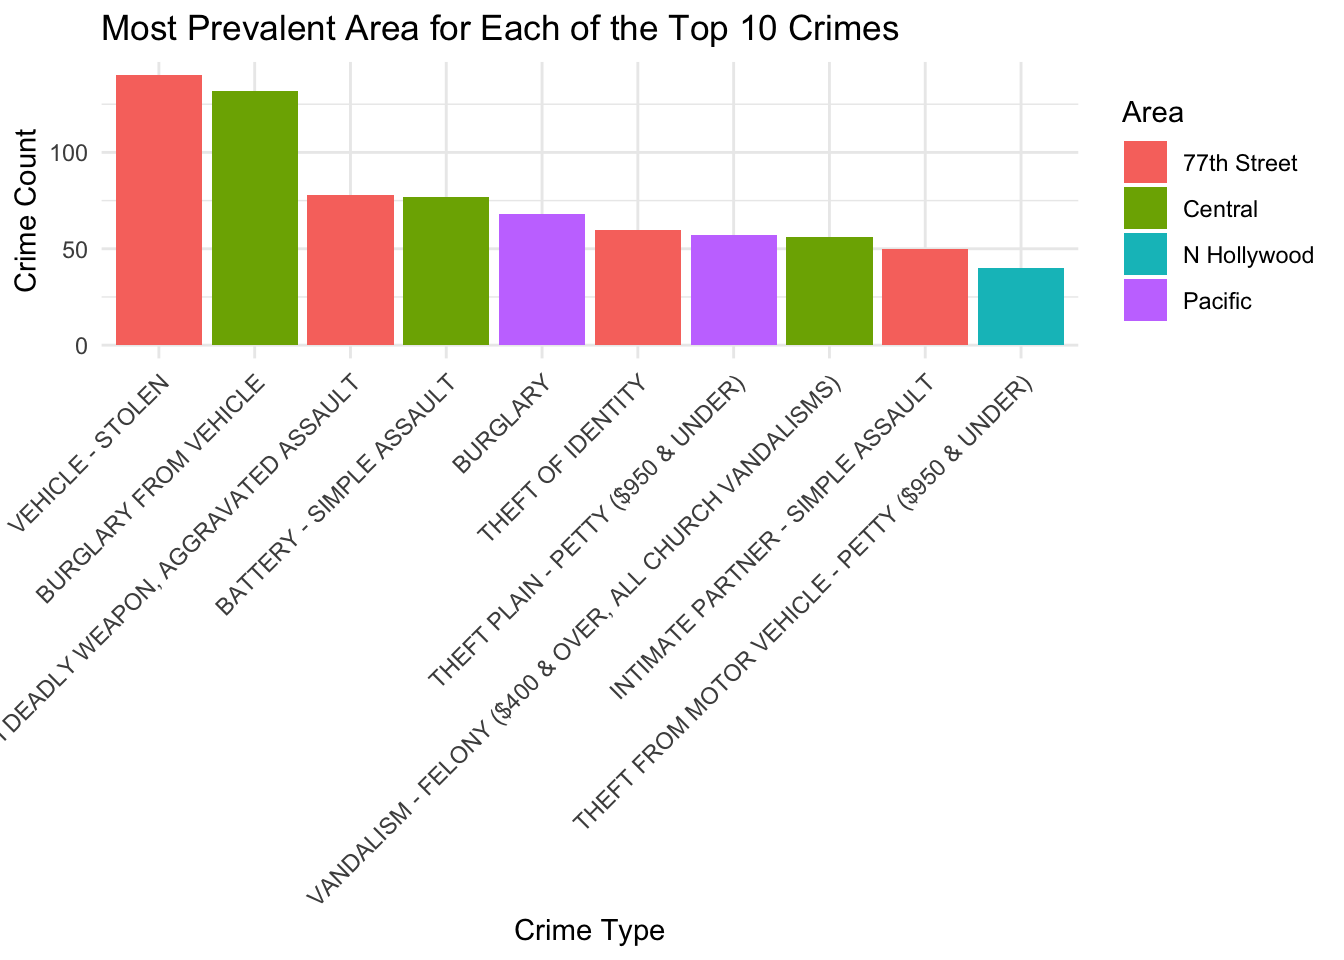 Most Prevalent Area for Each of the Top 10 Crimes
Crime Count
100
50
0
VEHICLE - STOLEN
BURGLARY FROM VEHICLE
DEADLY WEAPON, AGGRAVATED ASSAULT
BATTERY - SIMPLE ASSAULT
BURGLARY
THEFT OF IDENTITY
THEFT PLAIN - PETTY ($950 & UNDER)
VANDALISM - FELONY ($400 & OVER, ALL CHURCH VANDALISMS)
INTIMATE PARTNER - SIMPLE ASSAULT
THEFT FROM MOTOR VEHICLE - PETTY ($950 & UNDER)
Crime Type
Area
77th Street
Central
N Hollywood
Pacific